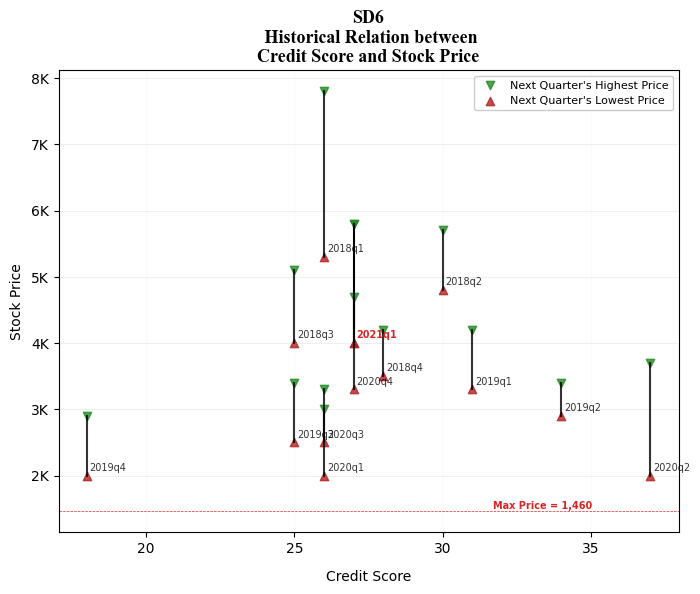 SD6
Historical Relation between
Credit Score and Stock Price
Next Quarter's Highest Price
Next Quarter's Lowest Price
8K
7K
6K
5K
4K
3K
2K
Stock Price
2018q1
2018q2
2018q3
2021q1
2018q4
2020q4
2019q1
2019q2
2020q3
2019q4
2020q1
2020q2
Max Price = 1,460
20
25
30
35
Credit Score